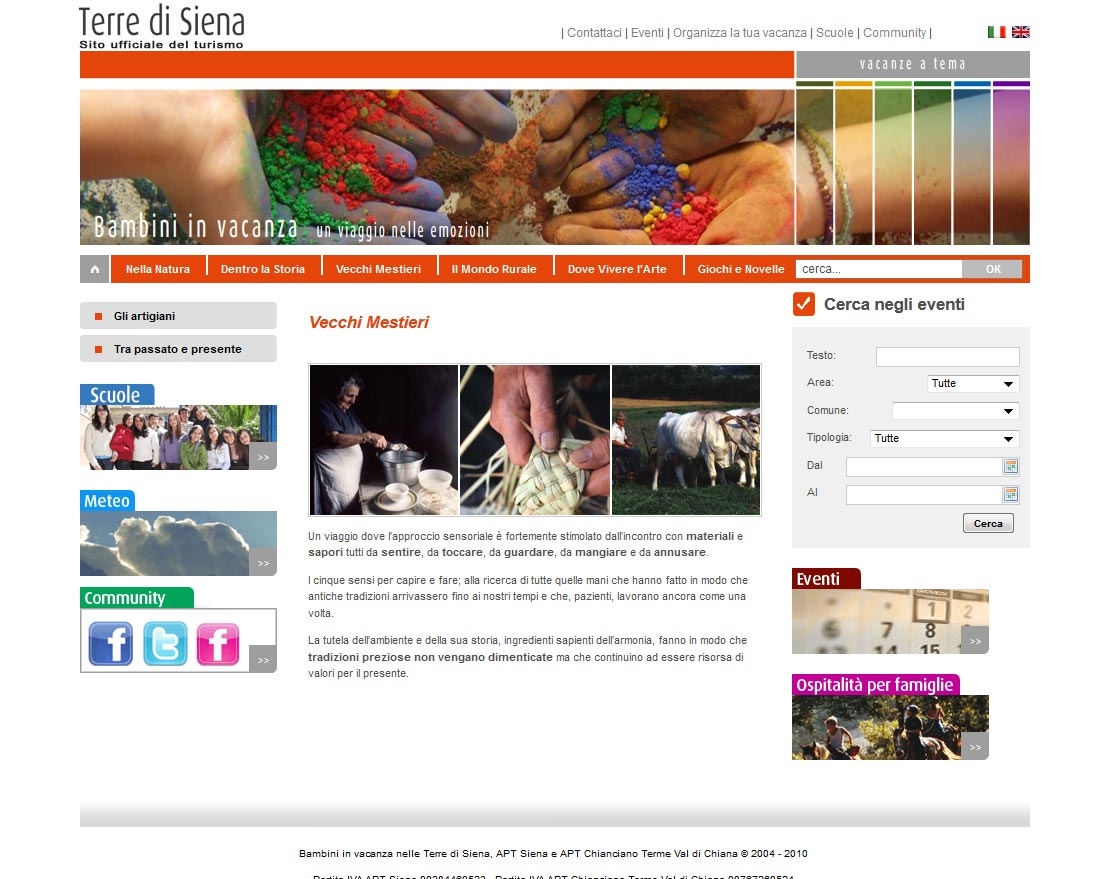 Terre di Siena
Sito ufficiale del turismo
| Contattaci | Eventi | Organizza la tua vacanza | Scuole | Community |
vacanze a tema
Bambini in vacanza un viaggio nelle emozioni
Nella Natura
Dentro la Storia
Vecchi Mestieri
Il Mondo Rurale
Dove Vivere l'Arte
Giochi e Novelle
cerca...
OK
Gli artigiani
Tra passato e presente
Scuole
>>
Meteo
>>
Community
f t f
>>
Vecchi Mestieri
Un viaggio dove l'approccio sensoriale è fortemente stimolato dall'incontro con materiali e
sapori tutti da sentire, da toccare, da guardare, da mangiare e da annusare.
I cinque sensi per capire e fare; alla ricerca di tutte quelle mani che hanno fatto in modo che
antiche tradizioni arrivassero fino ai nostri tempi e che, pazienti, lavorano ancora come una
volta.
La tutela dell'ambiente e della sua storia, ingredienti sapienti dell'armonia, fanno in modo che
tradizioni preziose non vengano dimenticate ma che continuino ad essere risorsa di
valori per il presente.
Cerca negli eventi
Testo:
Area:
Tutte
Comune:
Tipologia:
Tutte
Dal
Al
Cerca
Eventi
1 2
6 7 8
14 15
>>
Ospitalità per famiglie
>>
Bambini in vacanza nelle Terre di Siena, APT Siena e APT Chianciano Terme Val di Chiana © 2004 - 2010